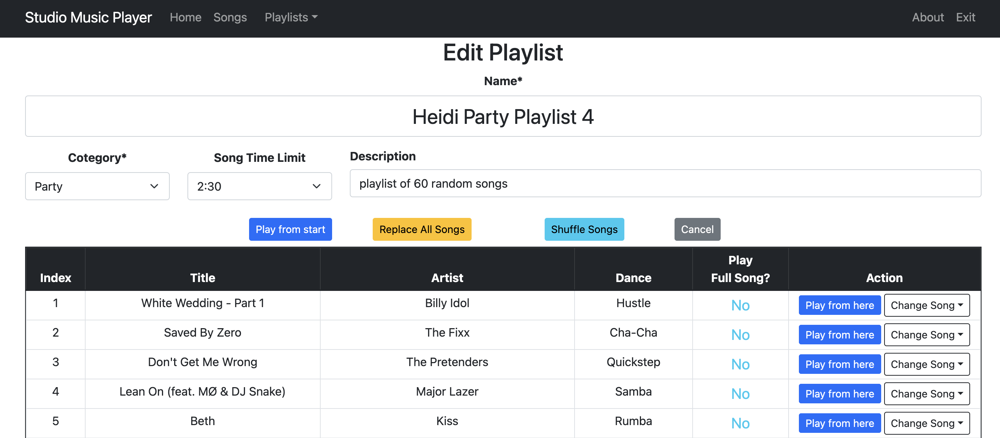 Studio Music Player Home Songs Playlists About Exit
Edit Playlist
Name*
Heidi Party Playlist 4
Cotegory* Song Time Limit Description
Party 2:30 playlist of 60 random songs
Play from start Replace All Songs Shuffle Songs Cancel
Index Title Artist Dance Play Full Song? Action
1 White Wedding - Part 1 Billy Idol Hustle No Play from here Change Song
2 Saved By Zero The Fixx Cha-Cha No Play from here Change Song
3 Don't Get Me Wrong The Pretenders Quickstep No Play from here Change Song
4 Lean On (feat. MØ & DJ Snake) Major Lazer Samba No Play from here Change Song
5 Beth Kiss Rumba No Play from here Change Song